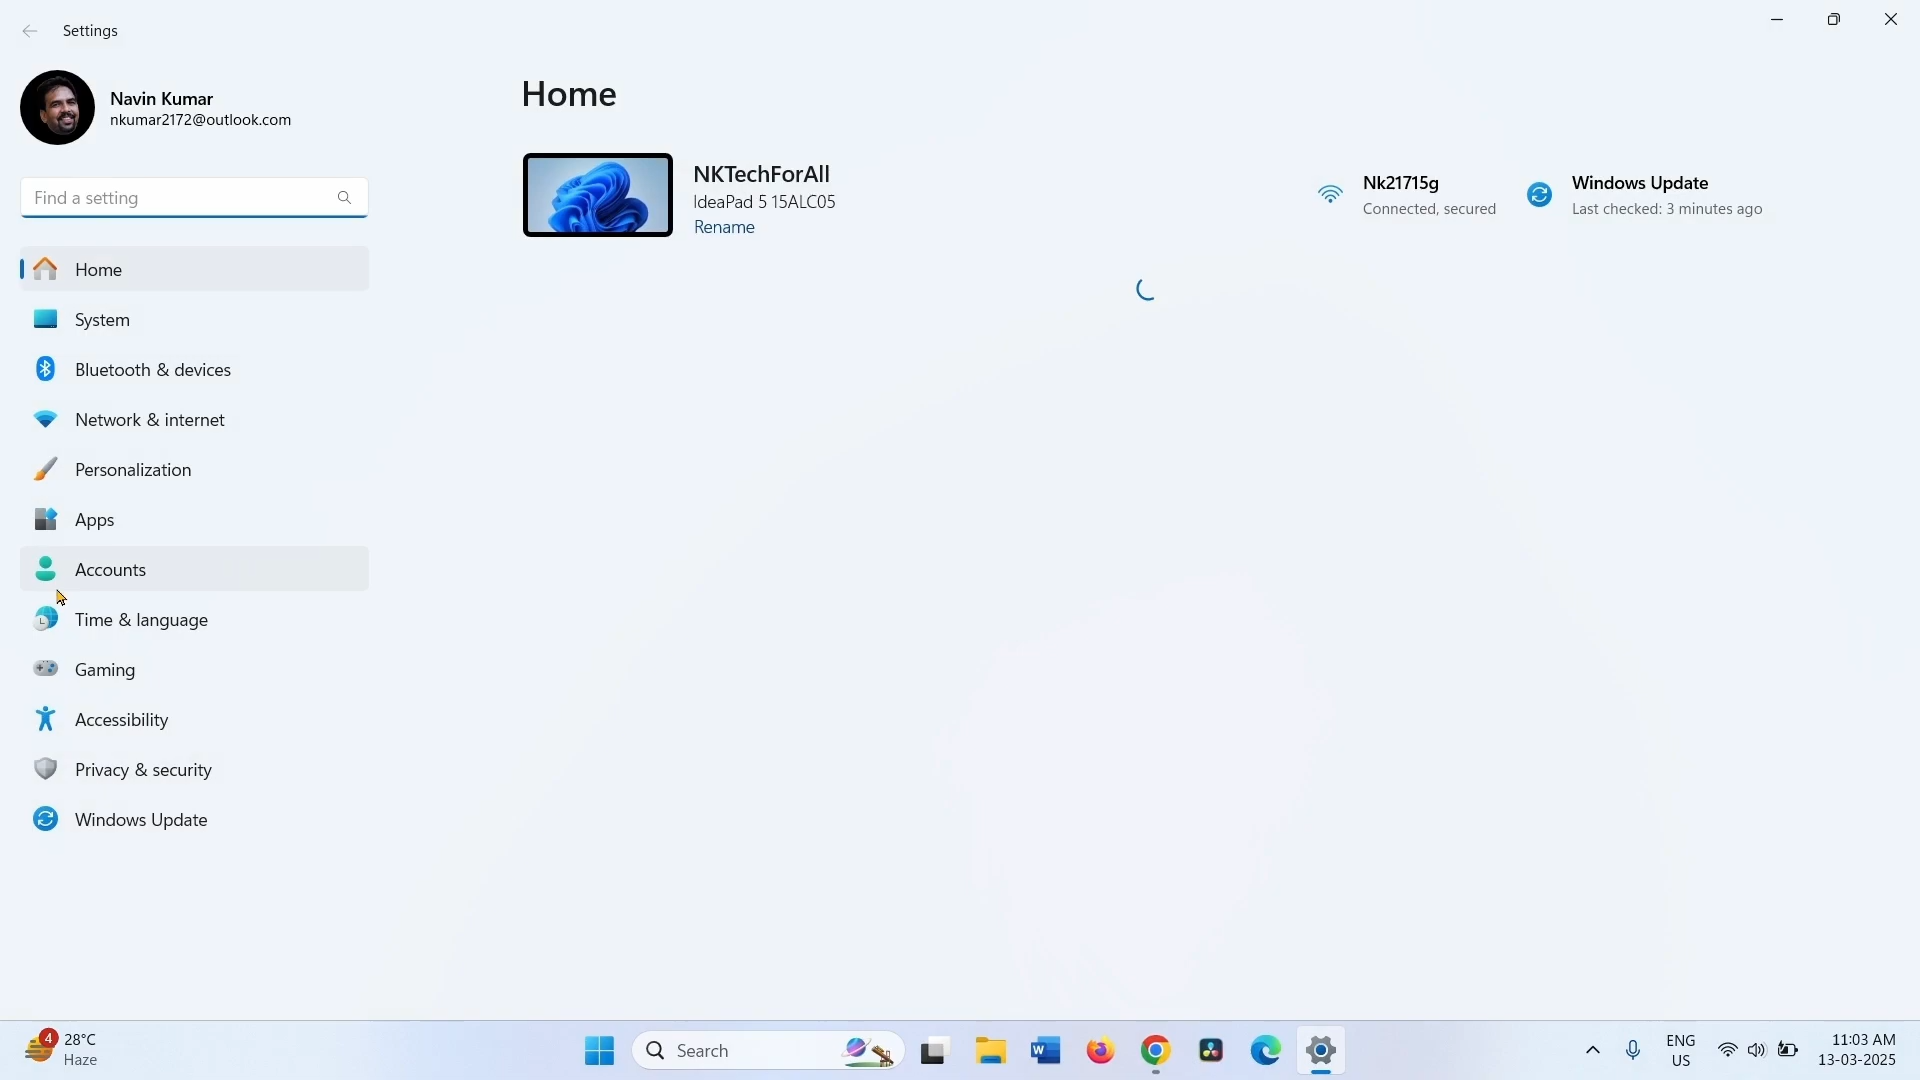 Settings
Navin Kumar
nkumar2172@outlook.com
Find a setting
Home
System
Bluetooth & devices
Network & internet
Personalization
Apps
Accounts
Time & language
Gaming
Accessibility
Privacy & security
Windows Update
Home
NKTechForAll
IdeaPad 5 15ALC05
Rename
Nk21715g
Connected, secured
Windows Update
Last checked: 3 minutes ago
4
28°C
Haze
Search
W
ENG
US
11:03 AM
13-03-2025